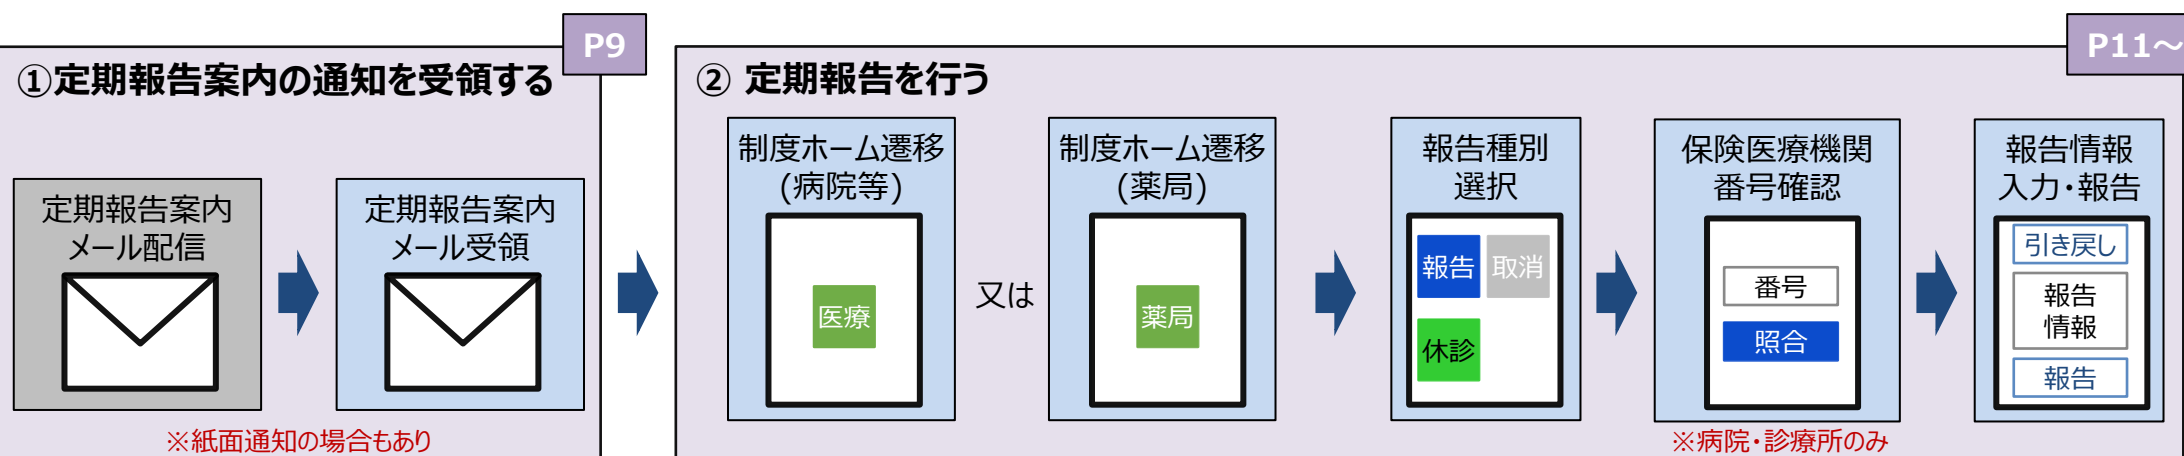 P9
①定期報告案内の通知を受領する
定期報告案内
メール配信
定期報告案内
メール受領
※紙面通知の場合もあり
P11～
② 定期報告を行う
制度ホーム遷移
(病院等)
医療
又は
制度ホーム遷移
(薬局)
薬局
報告種別
選択
報告
取消
休診
保険医療機関
番号確認
番号
照合
※病院・診療所のみ
報告情報
入力・報告
引き戻し
報告
情報
報告